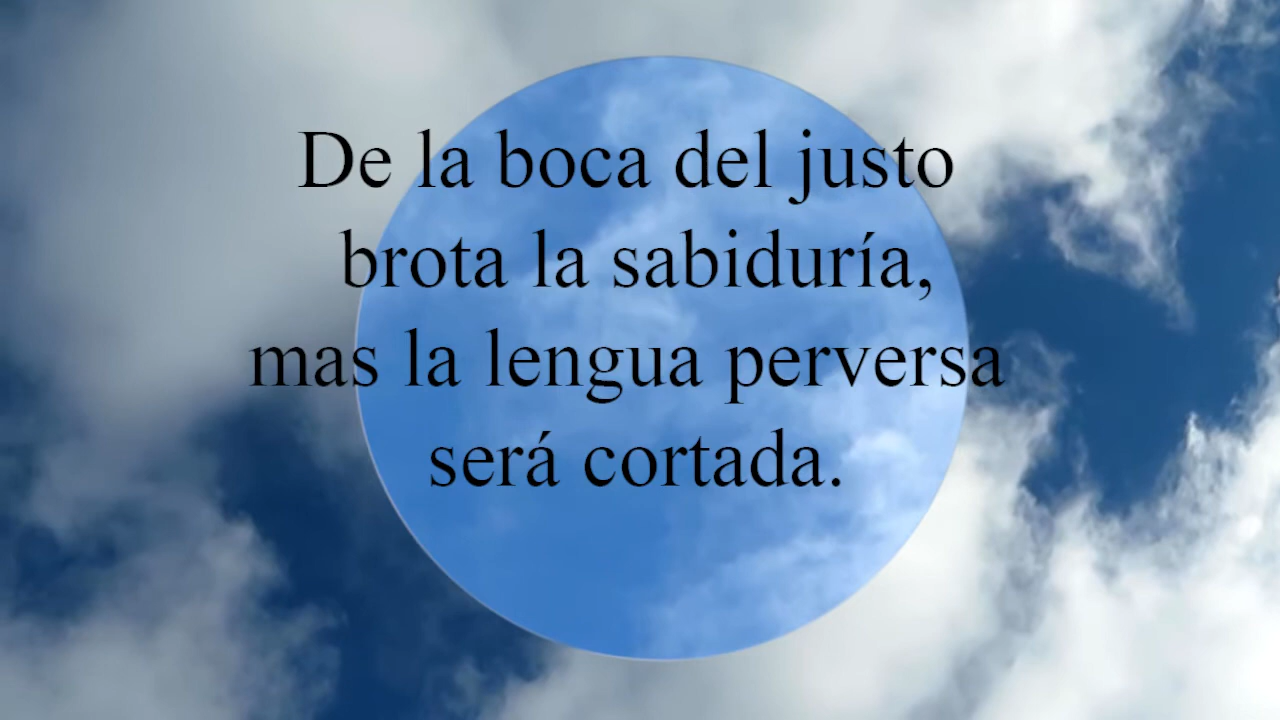 De la boca del justo
brota la sabiduría,
mas la lengua perversa
será cortada.